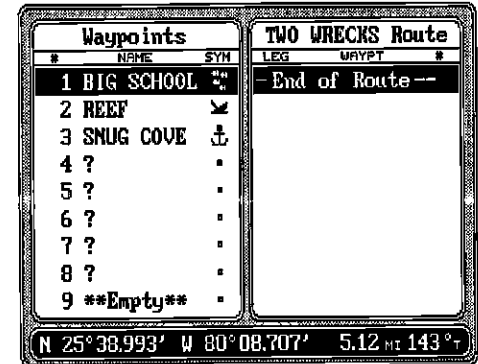 Waypoints
# NAME SYM
1 BIG SCHOOL
2 REEF
3 SNUG COVE
4 ?
5 ?
6 ?
7 ?
8 ?
9 **Empty**
TWO WRECKS Route
LEG WAYPT #
-End of Route--
N 25°38.993' W 80°08.707' 5.12 MI 143°T